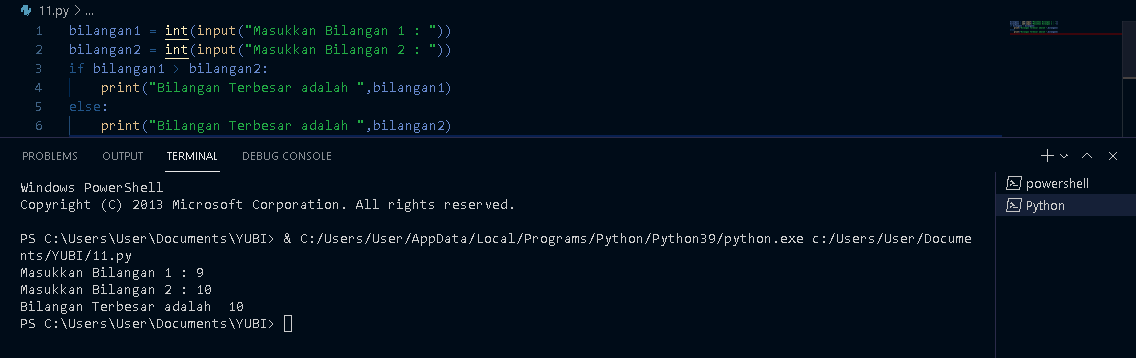 11.py > ...
1 bilangan1 = int(input("Masukkan Bilangan 1 : "))
2 bilangan2 = int(input("Masukkan Bilangan 2 : "))
3 if bilangan1 > bilangan2:
4 print("Bilangan Terbesar adalah ",bilangan1)
5 else:
6 print("Bilangan Terbesar adalah ",bilangan2)
PROBLEMS OUTPUT TERMINAL DEBUG CONSOLE
Windows PowerShell
Copyright (C) 2013 Microsoft Corporation. All rights reserved.
PS C:\Users\User\Documents\YUBI> & C:/Users/User/AppData/Local/Programs/Python/Python39/python.exe c:/Users/User/Docume
nts/YUBI/11.py
Masukkan Bilangan 1 : 9
Masukkan Bilangan 2 : 10
Bilangan Terbesar adalah  10
PS C:\Users\User\Documents\YUBI>
powershell
Python